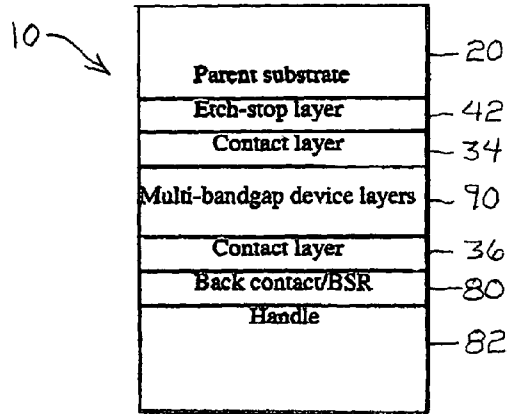 10
Parent substrate 20
Etch-stop layer 42
Contact layer 34
Multi-bandgap device layers 90
Contact layer 36
Back contact/BSR 80
Handle
82